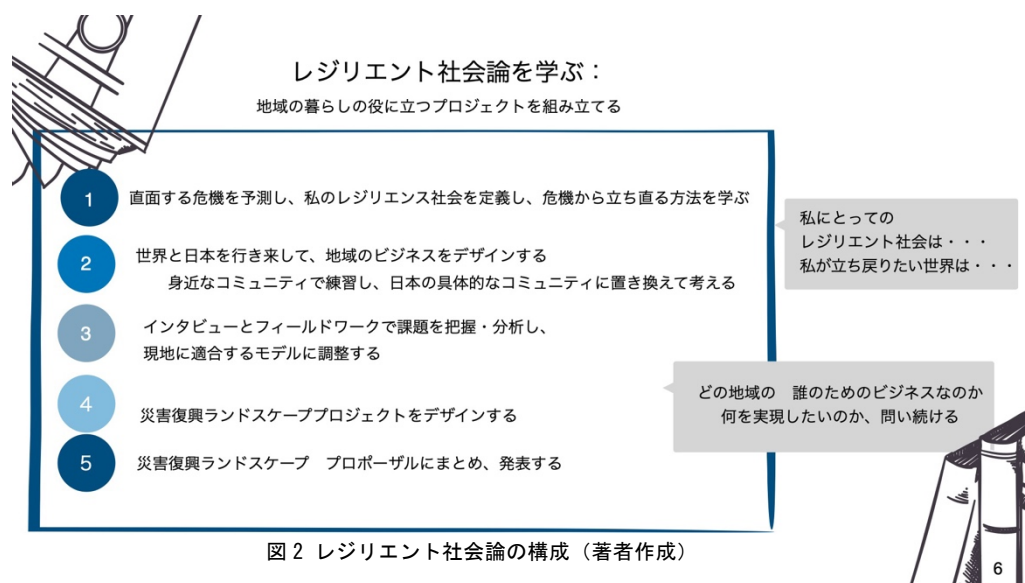 レジリエント社会論を学ぶ：
地域の暮らしの役に立つプロジェクトを組み立てる
1
直面する危機を予測し、私のレジリエンス社会を定義し、危機から立ち直る方法を学ぶ
私にとっての
レジリエント社会は・・・
私が立ち戻りたい世界は・・・
2
世界と日本を行き来して、地域のビジネスをデザインする
身近なコミュニティで練習し、日本の具体的なコミュニティに置き換えて考える
3
インタビューとフィールドワークで課題を把握・分析し、
現地に適合するモデルに調整する
どの地域の　誰のためのビジネスなのか
何を実現したいのか、問い続ける
4
災害復興ランドスケーププロジェクトをデザインする
5
災害復興ランドスケープ　プロポーザルにまとめ、発表する
図2 レジリエント社会論の構成（著者作成）
6